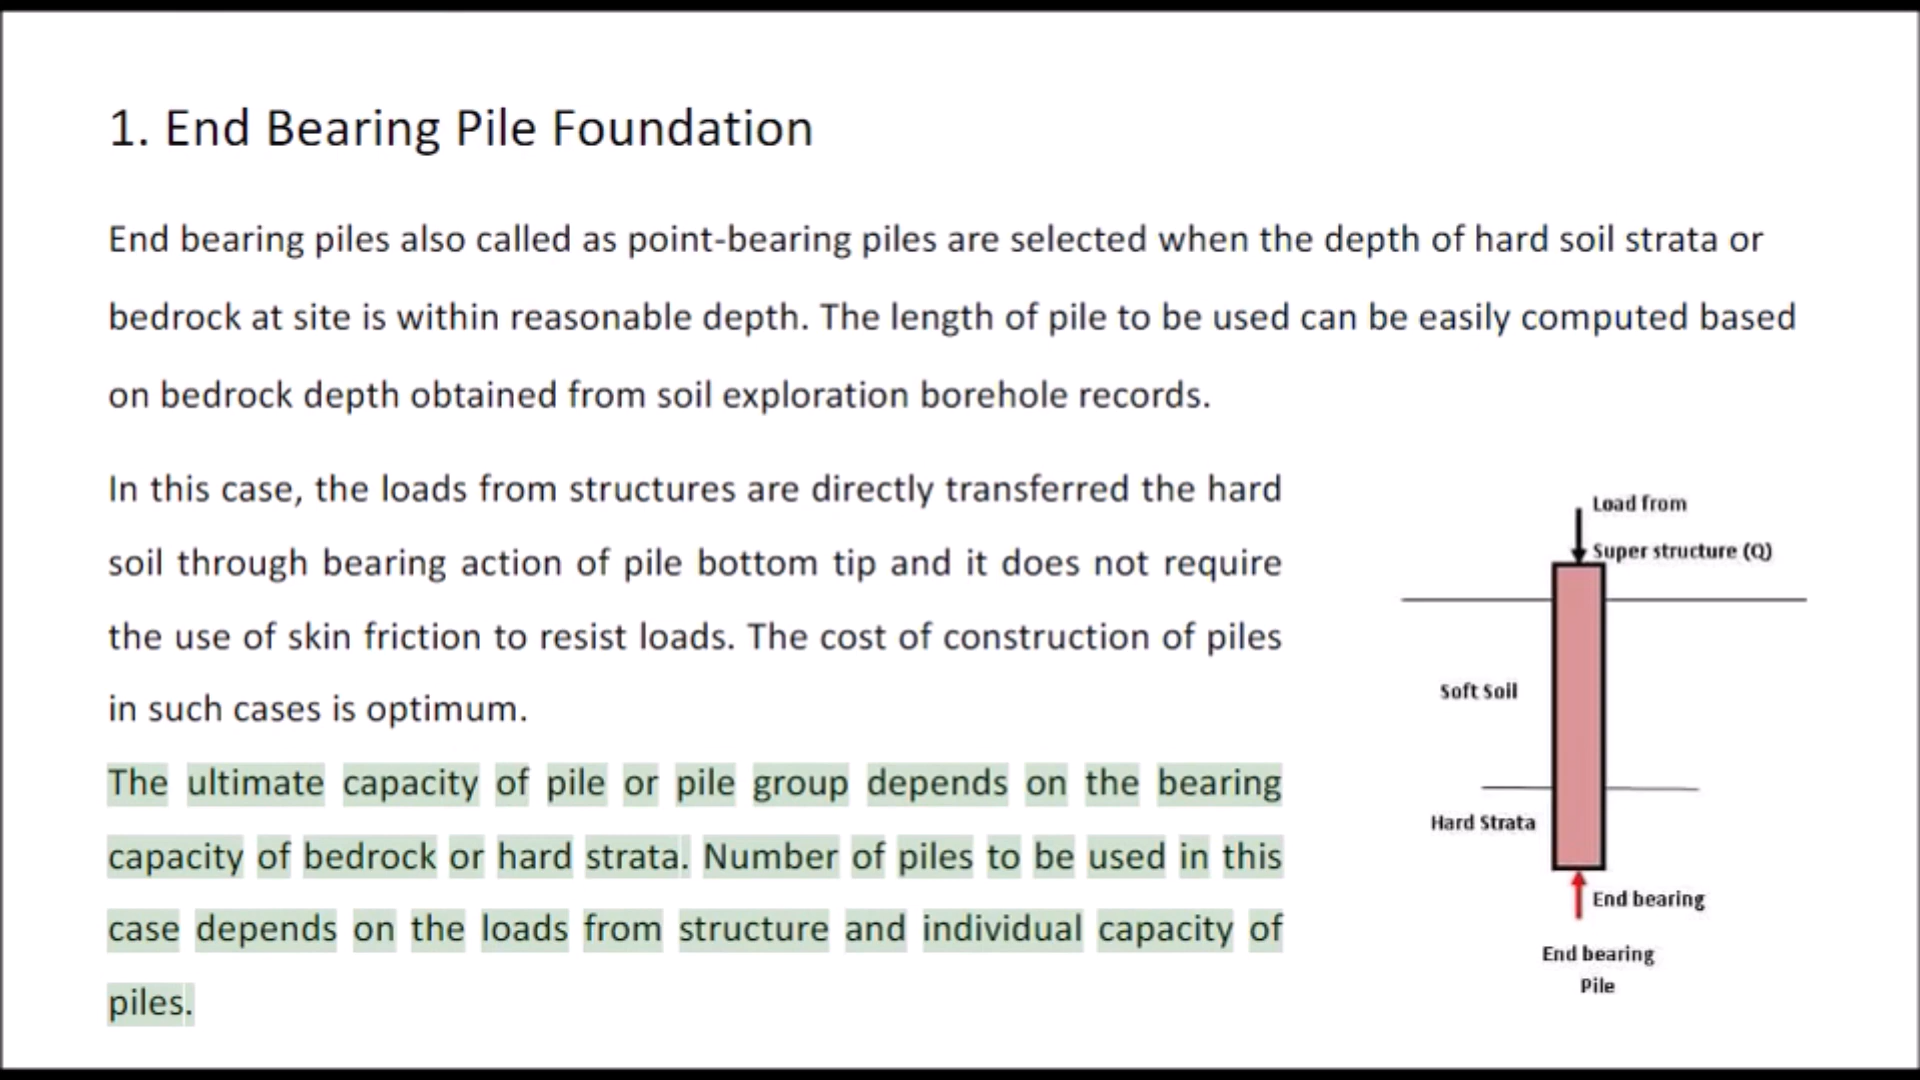 1. End Bearing Pile Foundation
End bearing piles also called as point-bearing piles are selected when the depth of hard soil strata or
bedrock at site is within reasonable depth. The length of pile to be used can be easily computed based
on bedrock depth obtained from soil exploration borehole records.
In this case, the loads from structures are directly transferred the hard
soil through bearing action of pile bottom tip and it does not require
the use of skin friction to resist loads. The cost of construction of piles
in such cases is optimum.
The ultimate capacity of pile or pile group depends on the bearing
capacity of bedrock or hard strata. Number of piles to be used in this
case depends on the loads from structure and individual capacity of
piles.
Load from
Super structure (Q)
Soft Soil
Hard Strata
End bearing
End bearing
Pile